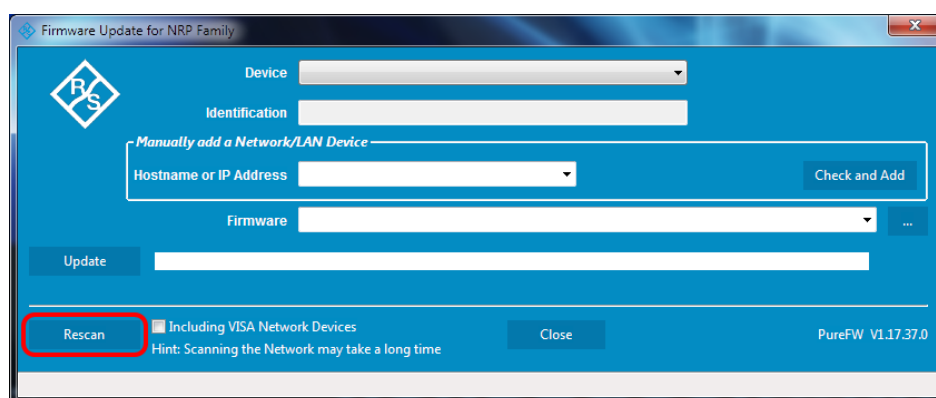 Firmware Update for NRP Family
R&S
Device
Identification
Manually add a Network/LAN Device
Hostname or IP Address
Check and Add
Firmware
...
Update
Rescan
Including VISA Network Devices
Hint: Scanning the Network may take a long time
Close
PureFW V1.17.37.0